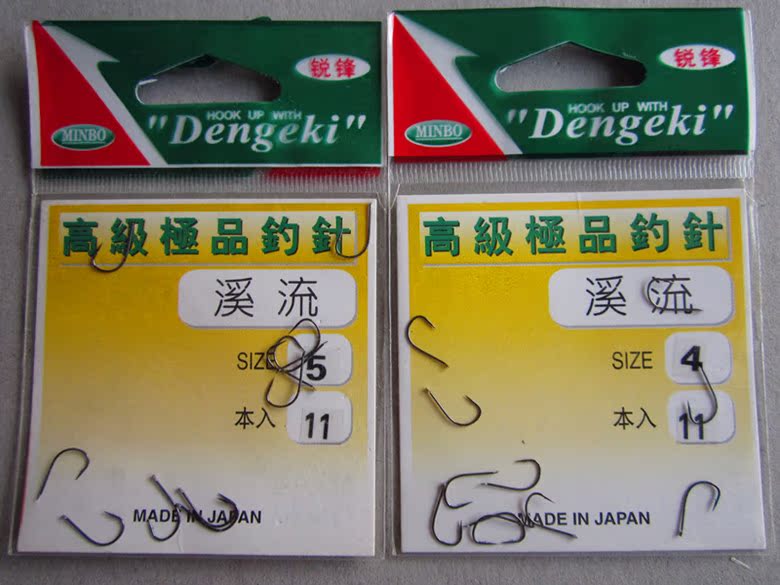 锐锋
HOOK UP WITH
MINBO
"Dengeki"
高級極品釣針
溪流
SIZE 5
本入 11
MADE IN JAPAN
锐锋
HOOK UP WITH
MINBO
"Dengeki"
高級極品釣針
溪流
SIZE 4
本入 11
MADE IN JAPAN